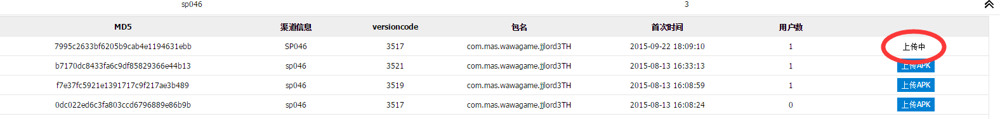 sp046 3
MD5 渠道信息 versioncode 包名 首次时间 用户数
7995c2633bf6205b9cab4e1194631ebb SP046 3517 com.mas.wawagame.jjlord3TH 2015-09-22 18:09:10 1 上传中
b7170dc8433fa6c9df85829366e44b13 sp046 3521 com.mas.wawagame.jjlord3TH 2015-08-13 16:33:13 1 上传APK
f7e37fc5921e1391717c9f217ae3b489 sp046 3519 com.mas.wawagame.jjlord3TH 2015-08-13 16:08:59 1 上传APK
0dc022ed6c3fa803ccd6796889e86b9b sp046 3517 com.mas.wawagame.jjlord3TH 2015-08-13 16:08:24 0 上传APK